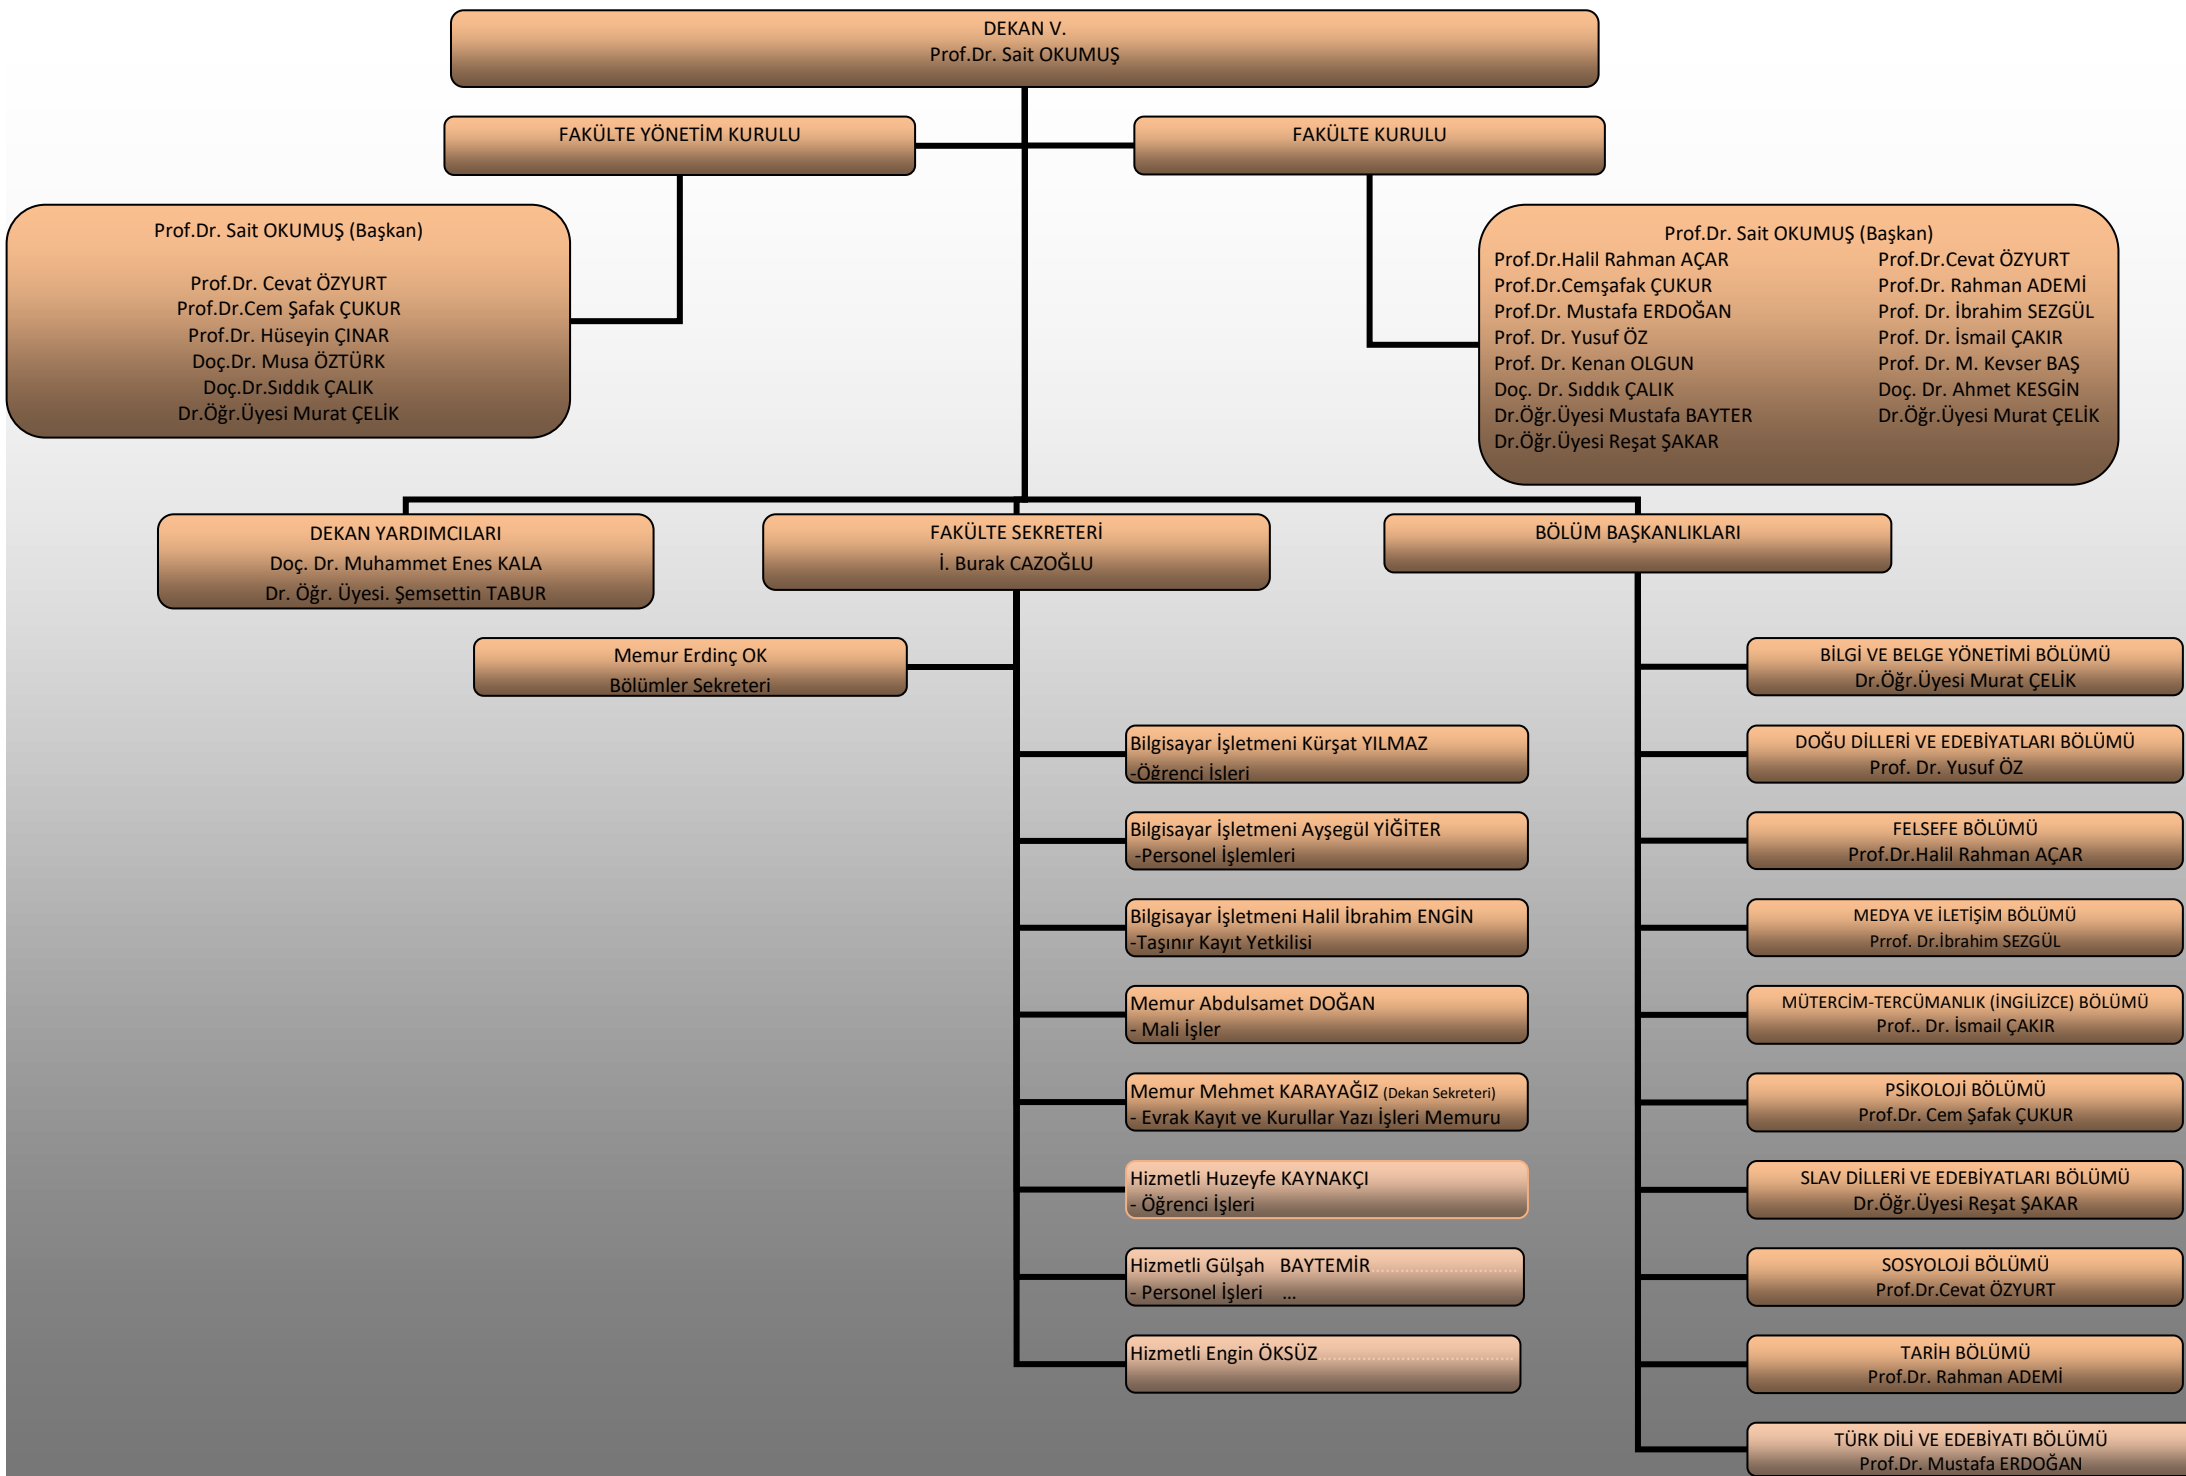 DEKAN V.
Prof.Dr. Sait OKUMUŞ
FAKÜLTE YÖNETİM KURULU
FAKÜLTE KURULU
Prof.Dr. Sait OKUMUŞ (Başkan)
Prof.Dr. Cevat ÖZYURT
Prof.Dr.Cem Şafak ÇUKUR
Prof.Dr. Hüseyin ÇINAR
Doç.Dr. Musa ÖZTÜRK
Doç.Dr.Sıddık ÇALIK
Dr.Öğr.Üyesi Murat ÇELİK
Prof.Dr. Sait OKUMUŞ (Başkan)
Prof.Dr.Halil Rahman AÇAR Prof.Dr.Cevat ÖZYURT
Prof.Dr.Cemşafak ÇUKUR Prof.Dr. Rahman ADEMİ
Prof.Dr. Mustafa ERDOĞAN Prof. Dr. İbrahim SEZGÜL
Prof. Dr. Yusuf ÖZ Prof. Dr. İsmail ÇAKIR
Prof. Dr. Kenan OLGUN Prof. Dr. M. Kevser BAŞ
Doç. Dr. Sıddık ÇALIK Doç. Dr. Ahmet KESGİN
Dr.Öğr.Üyesi Mustafa BAYTER Dr.Öğr.Üyesi Murat ÇELİK
Dr.Öğr.Üyesi Reşat ŞAKAR
DEKAN YARDIMCILARI
Doç. Dr. Muhammet Enes KALA
Dr. Öğr. Üyesi. Şemsettin TABUR
FAKÜLTE SEKRETERİ
İ. Burak CAZOĞLU
BÖLÜM BAŞKANLIKLARI
Memur Erdinç OK
Bölümler Sekreteri
Bilgisayar İşletmeni Kürşat YILMAZ
-Öğrenci İşleri
Bilgisayar İşletmeni Ayşegül YİĞİTER
-Personel İşlemleri
Bilgisayar İşletmeni Halil İbrahim ENGİN
-Taşınır Kayıt Yetkilisi
Memur Abdulsamet DOĞAN
- Mali İşler
Memur Mehmet KARAYAĞIZ (Dekan Sekreteri)
- Evrak Kayıt ve Kurullar Yazı İşleri Memuru
Hizmetli Huzeyfe KAYNAKÇI
- Öğrenci İşleri
Hizmetli Gülşah BAYTEMİR..............................
- Personel İşleri ...
Hizmetli Engin ÖKSÜZ........................................
BİLGİ VE BELGE YÖNETİMİ BÖLÜMÜ
Dr.Öğr.Üyesi Murat ÇELİK
DOĞU DİLLERİ VE EDEBİYATLARI BÖLÜMÜ
Prof. Dr. Yusuf ÖZ
FELSEFE BÖLÜMÜ
Prof.Dr.Halil Rahman AÇAR
MEDYA VE İLETİŞİM BÖLÜMÜ
Prrof. Dr.İbrahim SEZGÜL
MÜTERCİM-TERCÜMANLIK (İNGİLİZCE) BÖLÜMÜ
Prof.. Dr. İsmail ÇAKIR
PSİKOLOJİ BÖLÜMÜ
Prof.Dr. Cem Şafak ÇUKUR
SLAV DİLLERİ VE EDEBİYATLARI BÖLÜMÜ
Dr.Öğr.Üyesi Reşat ŞAKAR
SOSYOLOJİ BÖLÜMÜ
Prof.Dr.Cevat ÖZYURT
TARİH BÖLÜMÜ
Prof.Dr. Rahman ADEMİ
TÜRK DİLİ VE EDEBİYATI BÖLÜMÜ
Prof.Dr. Mustafa ERDOĞAN